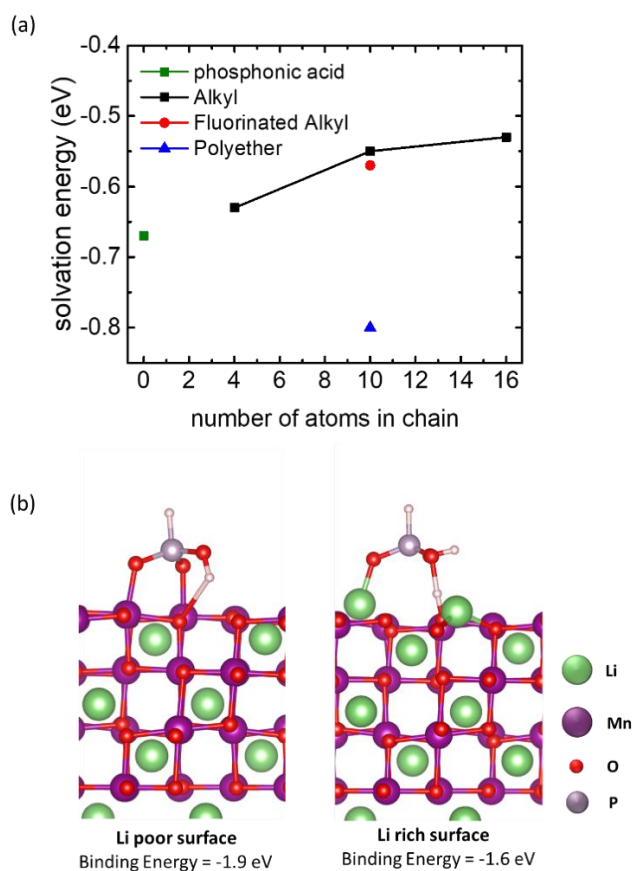 (a)
-0.4
-0.5
-0.6
-0.7
-0.8
solvation energy (eV)
phosphonic acid
Alkyl
Fluorinated Alkyl
Polyether
0 2 4 6 8 10 12 14 16
number of atoms in chain
(b)
Li
Mn
O
P
Li poor surface
Binding Energy = -1.9 eV
Li rich surface
Binding Energy = -1.6 eV